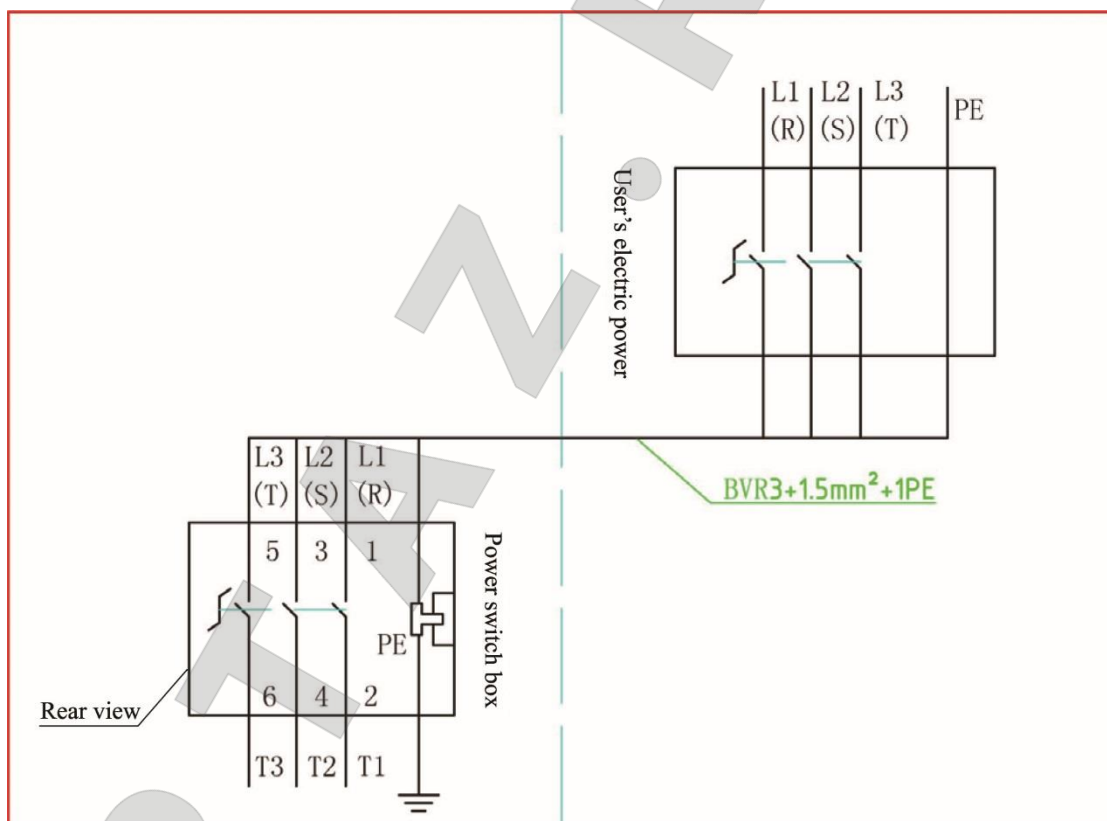 L1 L2 L3 PE
(R) (S) (T)
User's electric power
BVR3+1.5mm²+1PE
L3 L2 L1
(T) (S) (R)
5 3 1
Power switch box
PE
6 4 2
Rear view
T3 T2 T1